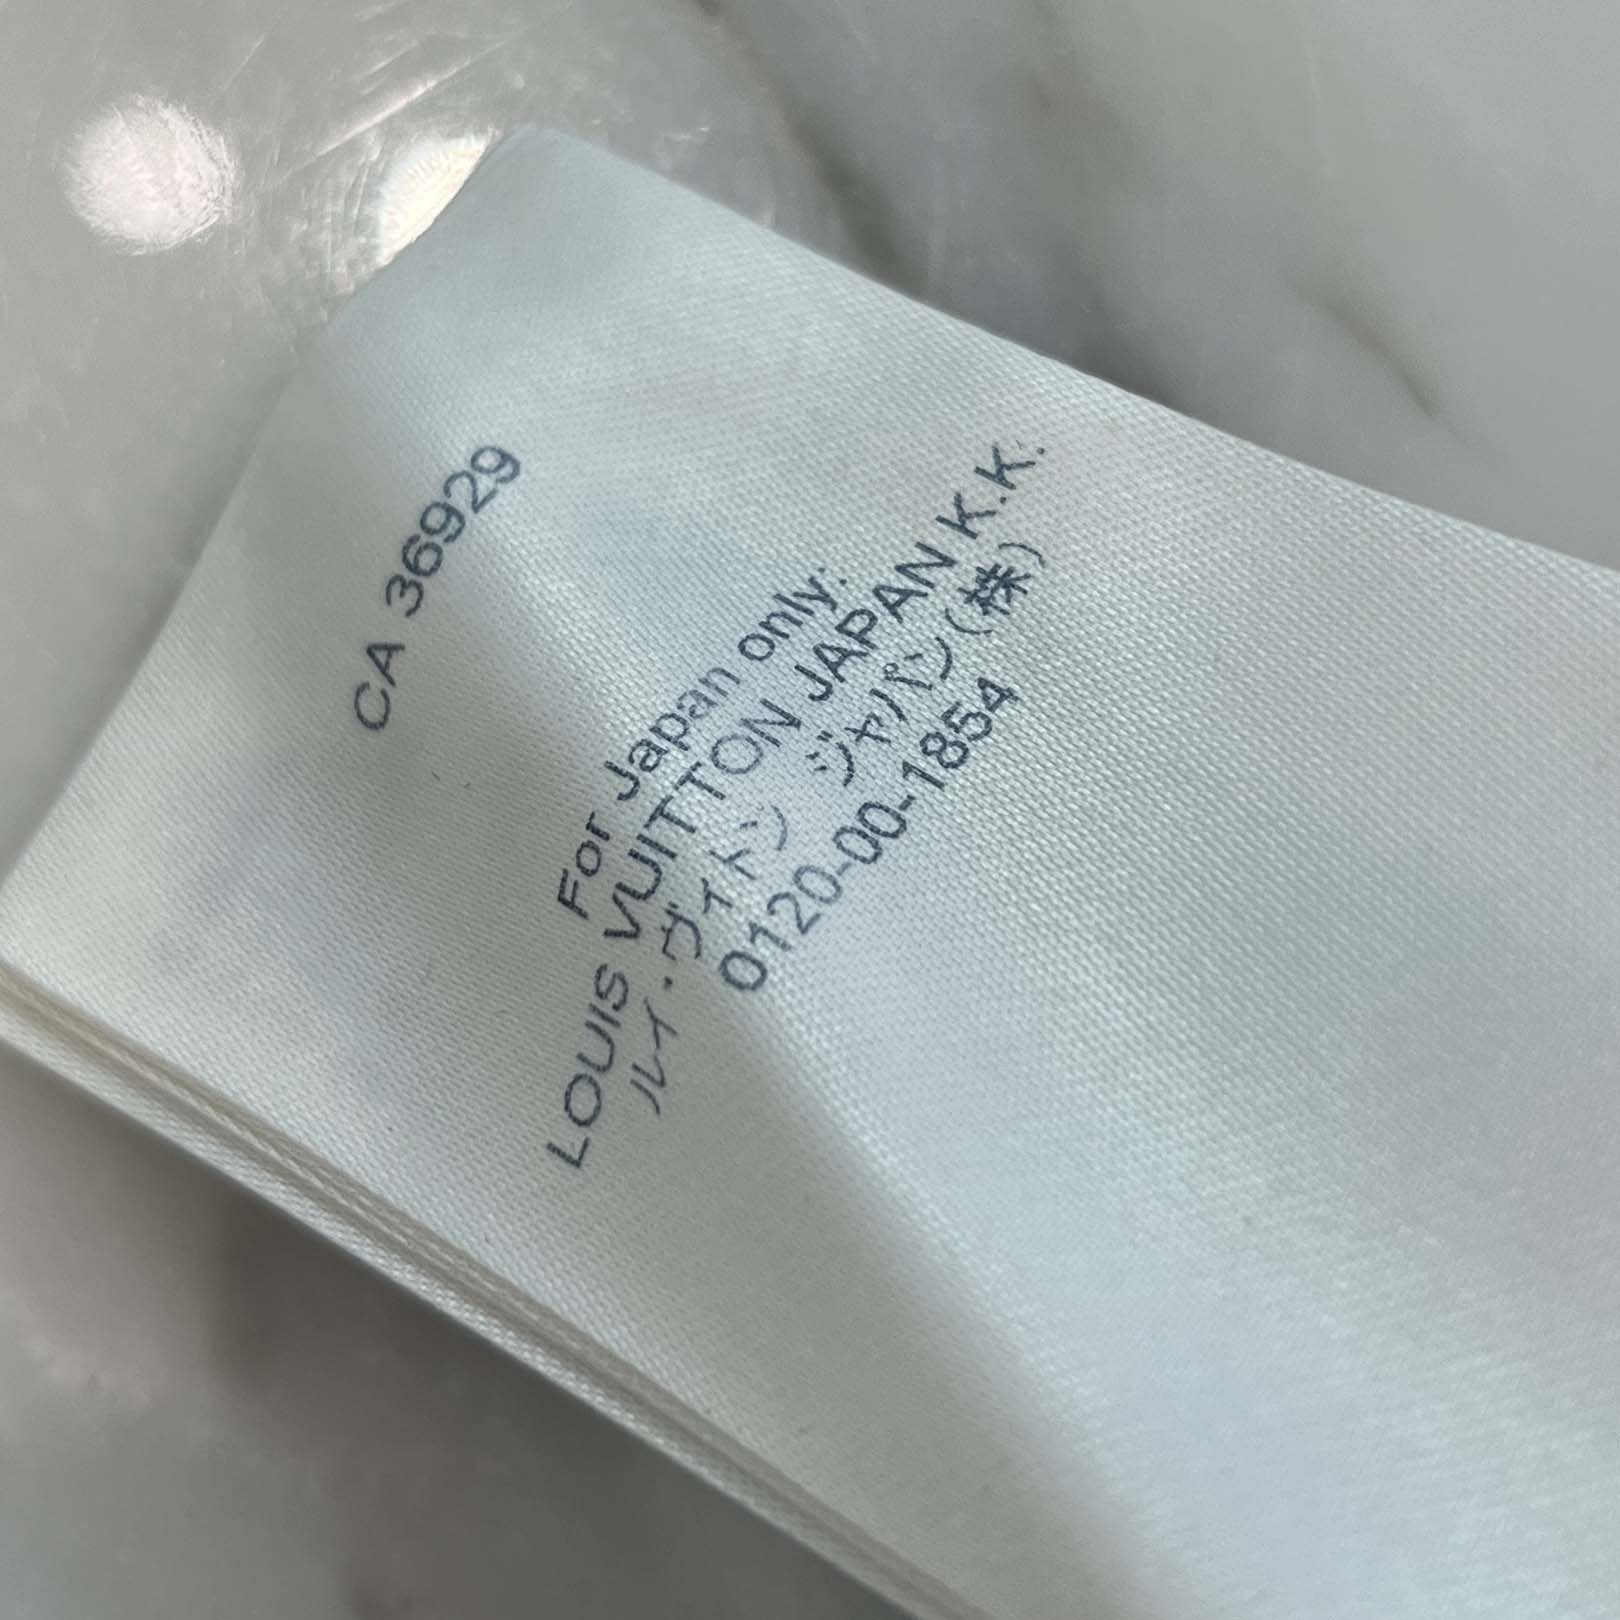 CA 36929
For Japan only:
LOUIS VUITTON JAPAN K.K.
ルイ・ヴィトン ジャパン(株)
0120-00-1854